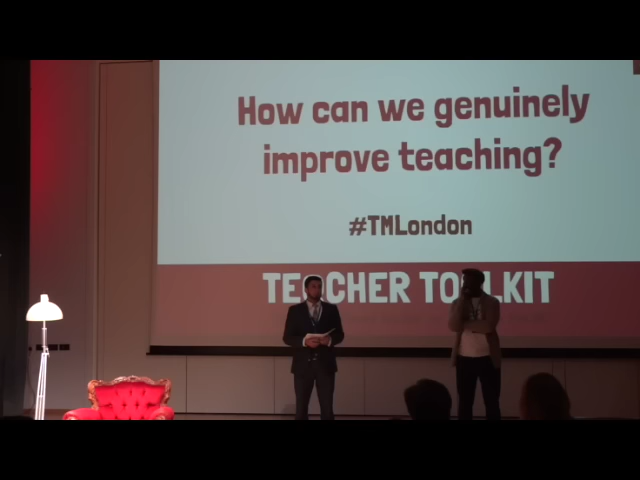 How can we genuinely
improve teaching?
#TMLondon
TEACHER TOOLKIT